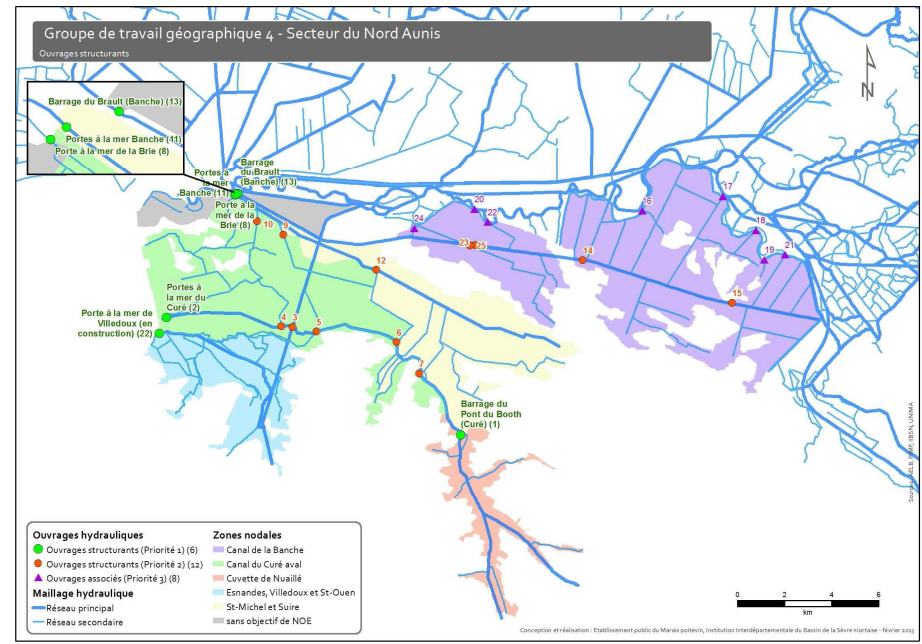 Groupe de travail géographique 4 - Secteur du Nord Aunis
Ouvrages structurants
N
Barrage du Brault (Banche) (13)
Portes à la mer Banche (11)
Porte à la mer de la Brie (8)
Portes à
la mer
Banche (11)
Barrage
du Brault
(Banche) (13)
Porte à la
mer de la
Brie (8)
10
9
24
20
22
23
25
16
17
18
19
21
14
15
12
Portes à
la mer du
Curé (2)
Porte à la mer de
Villedoux (en
construction) (22)
4
3
5
6
7
Barrage du
Pont du Booth
(Curé) (1)
Ouvrages hydrauliques
Ouvrages structurants (Priorité 1) (6)
Ouvrages structurants (Priorité 2) (12)
Ouvrages associés (Priorité 3) (8)
Maillage hydraulique
Réseau principal
Réseau secondaire
Zones nodales
Canal de la Banche
Canal du Curé aval
Cuvette de Nuaillé
Esnandes, Villedoux et St-Ouen
St-Michel et Suire
sans objectif de NOE
0 2 4 6
km
IIBSN, UNIMA
Conception et réalisation : Etablissement public du Marais poitevin, Institution Interdépartementale du Bassin de la Sèvre niortaise - février 2013